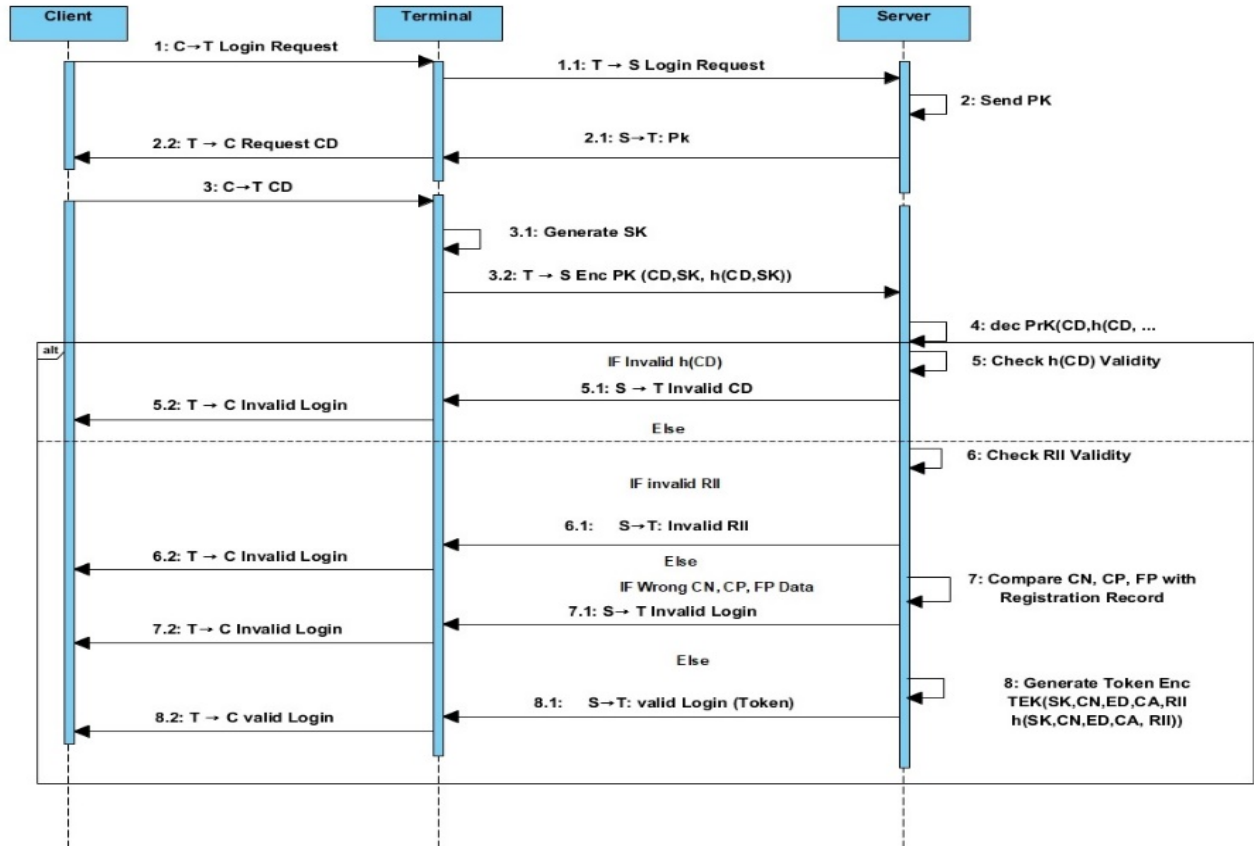 Client
Terminal
Server
1: C→T Login Request
1.1: T → S Login Request
2: Send PK
2.1: S→T: Pk
2.2: T → C Request CD
3: C→T CD
3.1: Generate SK
3.2: T → S Enc PK (CD,SK, h(CD,SK))
4: dec PrK(CD,h(CD, ...
alt
IF Invalid h(CD)
5: Check h(CD) Validity
5.1: S → T Invalid CD
5.2: T → C Invalid Login
Else
6: Check RII Validity
IF invalid RII
6.1: S→T: Invalid RII
6.2: T → C Invalid Login
Else
IF Wrong CN, CP, FP Data
7: Compare CN, CP, FP with
Registration Record
7.1: S→ T Invalid Login
7.2: T→ C Invalid Login
Else
8: Generate Token Enc
TEK(SK,CN,ED,CA,RII
h(SK,CN,ED,CA, RII))
8.1: S→T: valid Login (Token)
8.2: T → C valid Login